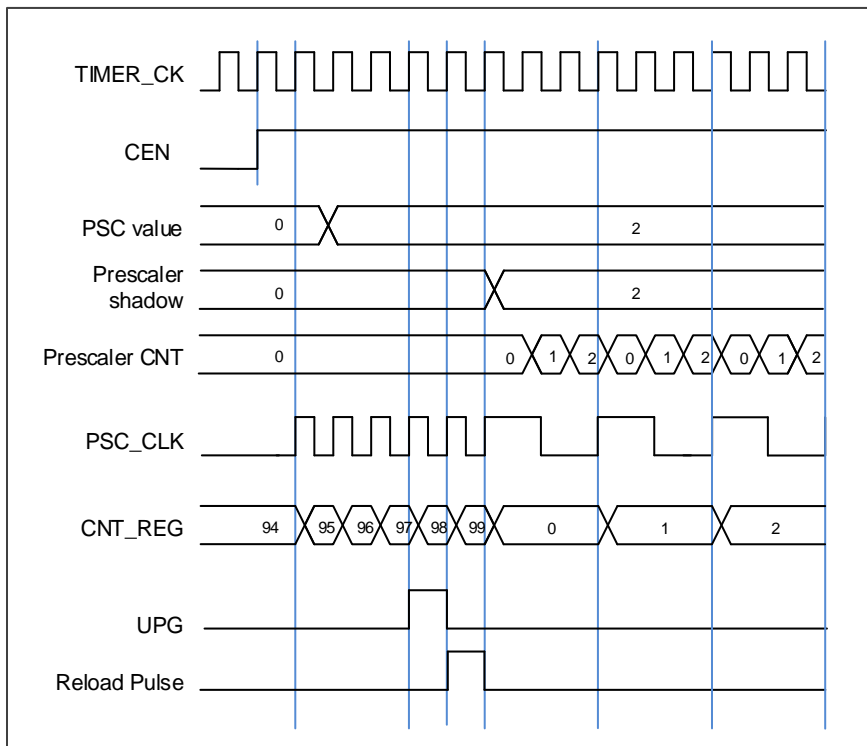 TIMER_CK
CEN
PSC value 0 2
Prescaler
shadow 0 2
Prescaler CNT 0 0 1 2 0 1 2 0 1 2
PSC_CLK
CNT_REG 94 95 96 97 98 99 0 1 2
UPG
Reload Pulse